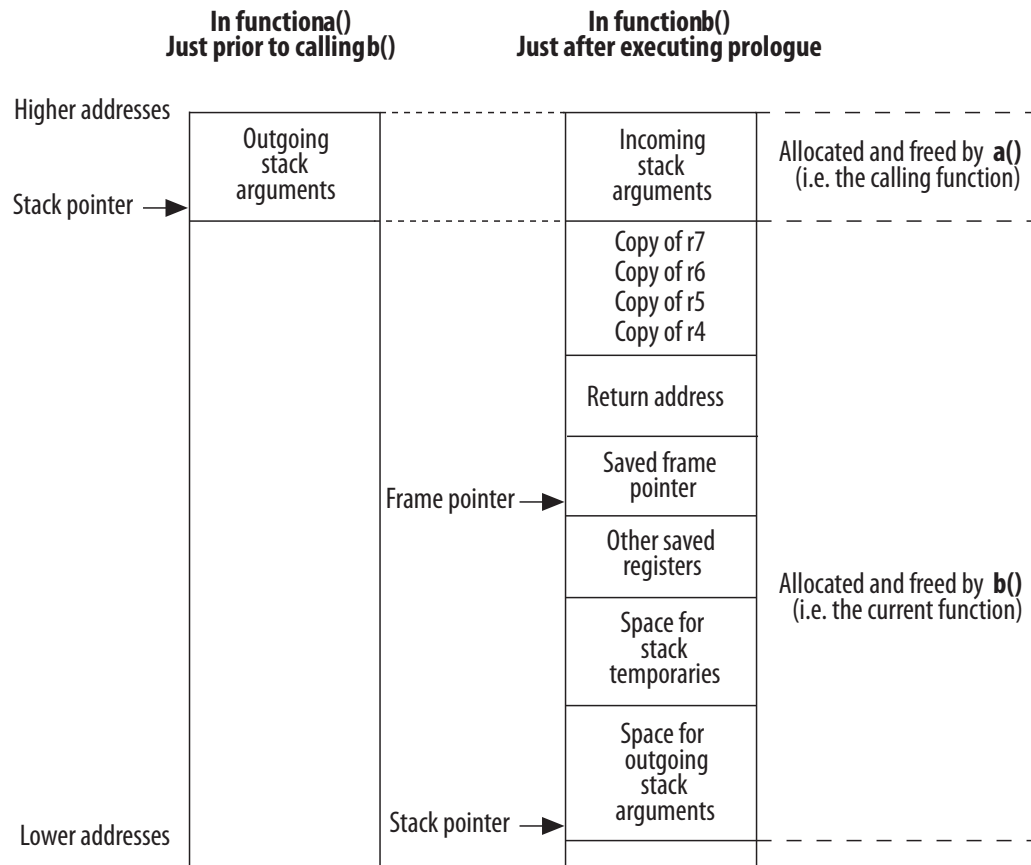 In functiona()
Just prior to callingb()
In functionb()
Just after executing prologue
Higher addresses
Outgoing
stack
arguments
Stack pointer
Incoming
stack
arguments
Allocated and freed by a()
(i.e. the calling function)
Copy of r7
Copy of r6
Copy of r5
Copy of r4
Return address
Saved frame
pointer
Frame pointer
Other saved
registers
Allocated and freed by b()
(i.e. the current function)
Space for
stack
temporaries
Space for
outgoing
stack
arguments
Stack pointer
Lower addresses